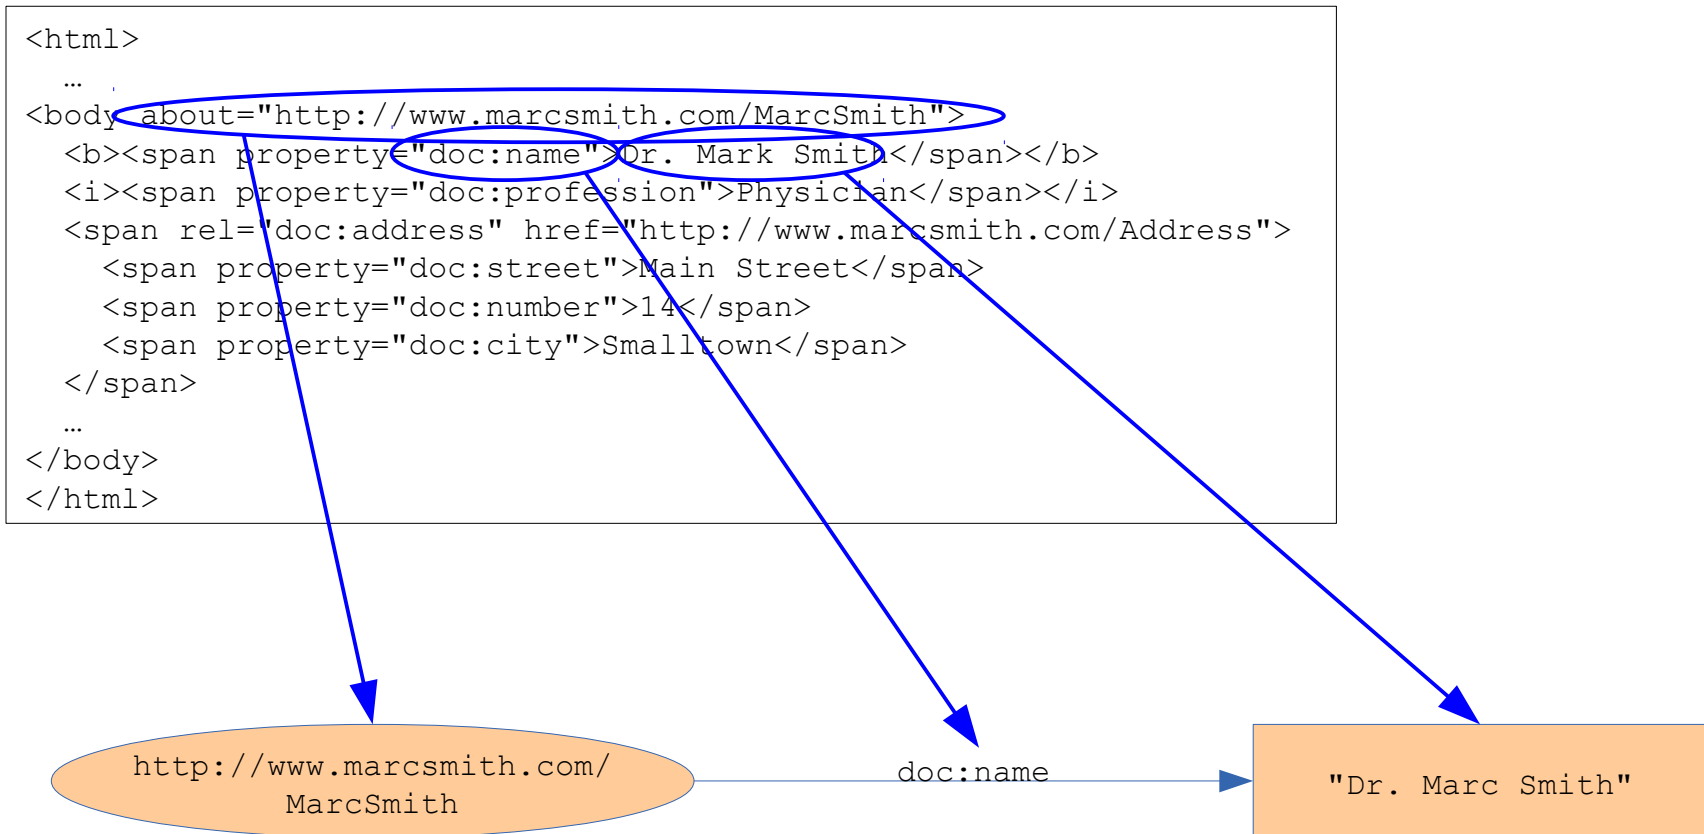 <html>
…
<body about="http://www.marcsmith.com/MarcSmith">
<b><span property="doc:name">Dr. Mark Smith</span></b>
<i><span property="doc:profession">Physician</span></i>
<span rel="doc:address" href="http://www.marcsmith.com/Address">
<span property="doc:street">Main Street</span>
<span property="doc:number">14</span>
<span property="doc:city">Smalltown</span>
</span>
…
</body>
</html>
http://www.marcsmith.com/
MarcSmith
doc:name
"Dr. Marc Smith"